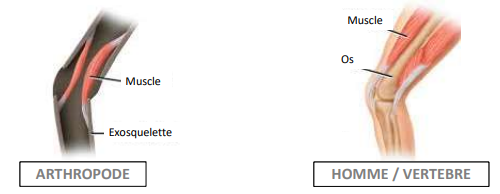 Muscle
Exosquelette
ARTHROPODE
Muscle
Os
HOMME / VERTEBRE